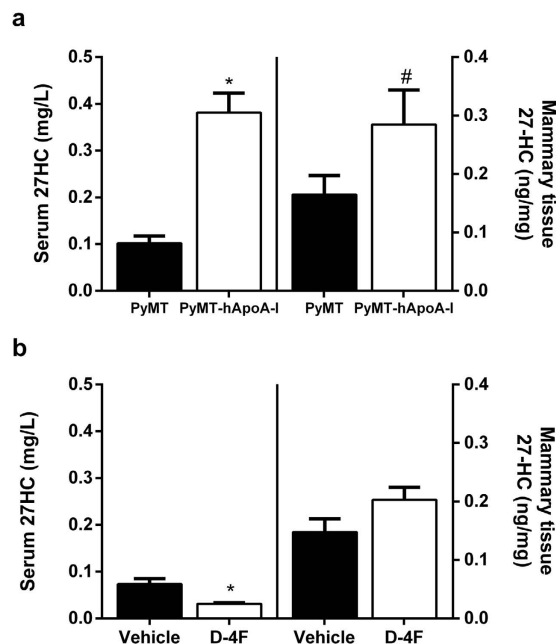 a
Serum 27HC (mg/L)
0.5
0.4
0.3
0.2
0.1
0.0
*
#
0.4
0.3
0.2
0.1
0.0
Mammary tissue
27-HC (ng/mg)
PyMT PyMT-hApoA-I PyMT PyMT-hApoA-I
b
Serum 27HC (mg/L)
0.5
0.4
0.3
0.2
0.1
0.0
*
0.4
0.3
0.2
0.1
0.0
Mammary tissue
27-HC (ng/mg)
Vehicle D-4F Vehicle D-4F